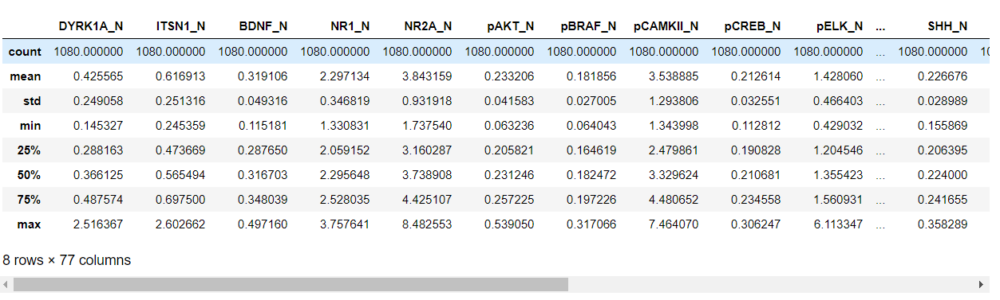 DYRK1A_N ITSN1_N BDNF_N NR1_N NR2A_N pAKT_N pBRAF_N pCAMKII_N pCREB_N pELK_N ... SHH_N
count 1080.000000 1080.000000 1080.000000 1080.000000 1080.000000 1080.000000 1080.000000 1080.000000 1080.000000 1080.000000 ... 1080.000000 10
mean 0.425565 0.616913 0.319106 2.297134 3.843159 0.233206 0.181856 3.538885 0.212614 1.428060 ... 0.226676
std 0.249058 0.251316 0.049316 0.346819 0.931918 0.041583 0.027005 1.293806 0.032551 0.466403 ... 0.028989
min 0.145327 0.245359 0.115181 1.330831 1.737540 0.063236 0.064043 1.343998 0.112812 0.429032 ... 0.155869
25% 0.288163 0.473669 0.287650 2.059152 3.160287 0.205821 0.164619 2.479861 0.190828 1.204546 ... 0.206395
50% 0.366125 0.565494 0.316703 2.295648 3.738908 0.231246 0.182472 3.329624 0.210681 1.355423 ... 0.224000
75% 0.487574 0.697500 0.348039 2.528035 4.425107 0.257225 0.197226 4.480652 0.234558 1.560931 ... 0.241655
max 2.516367 2.602662 0.497160 3.757641 8.482553 0.539050 0.317066 7.464070 0.306247 6.113347 ... 0.358289
8 rows × 77 columns